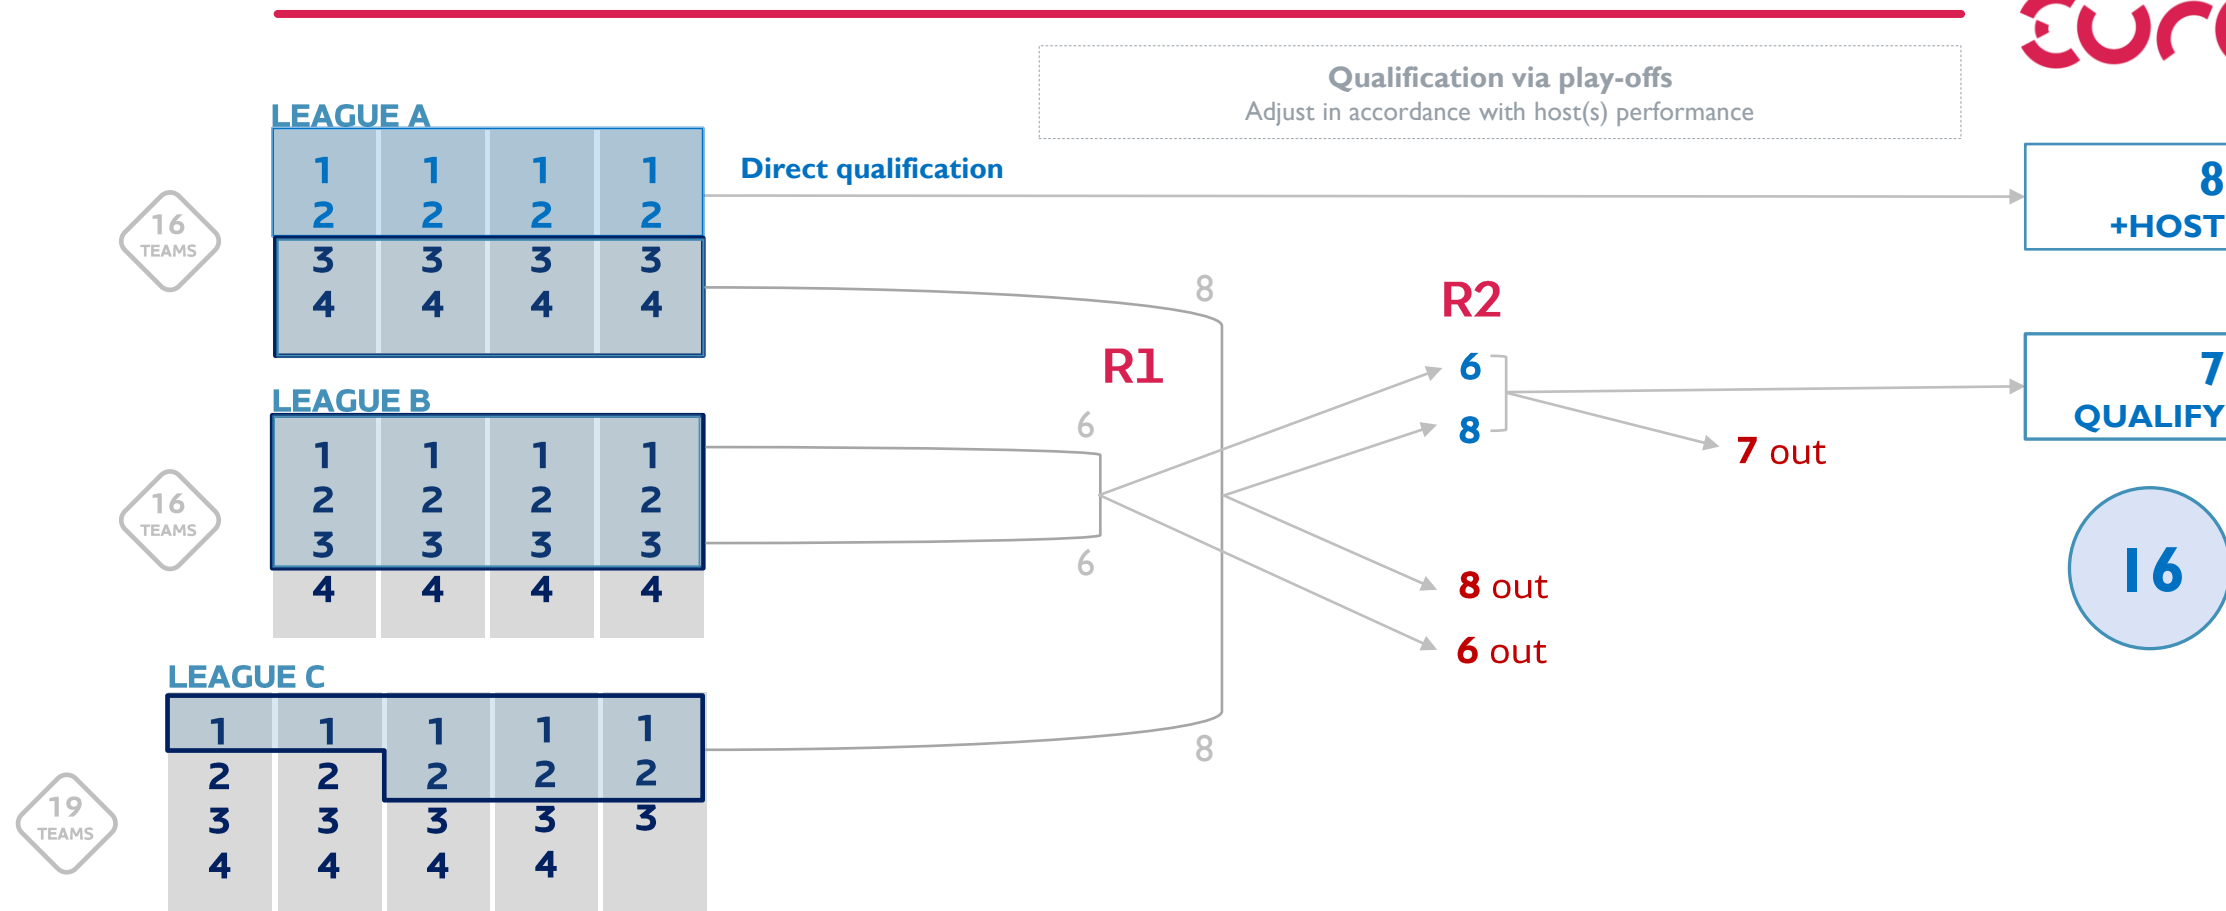 Qualification via play-offs
Adjust in accordance with host(s) performance
LEAGUE A
1 1 1 1
2 2 2 2
3 3 3 3
4 4 4 4
16
TEAMS
Direct qualification
8
+HOST
8
R2
R1
6
8
7
QUALIFY
7 out
LEAGUE B
1 1 1 1
2 2 2 2
3 3 3 3
4 4 4 4
16
TEAMS
6
6
16
8 out
6 out
LEAGUE C
1 1 1 1 1
2 2 2 2 2
3 3 3 3 3
4 4 4 4
19
TEAMS
8